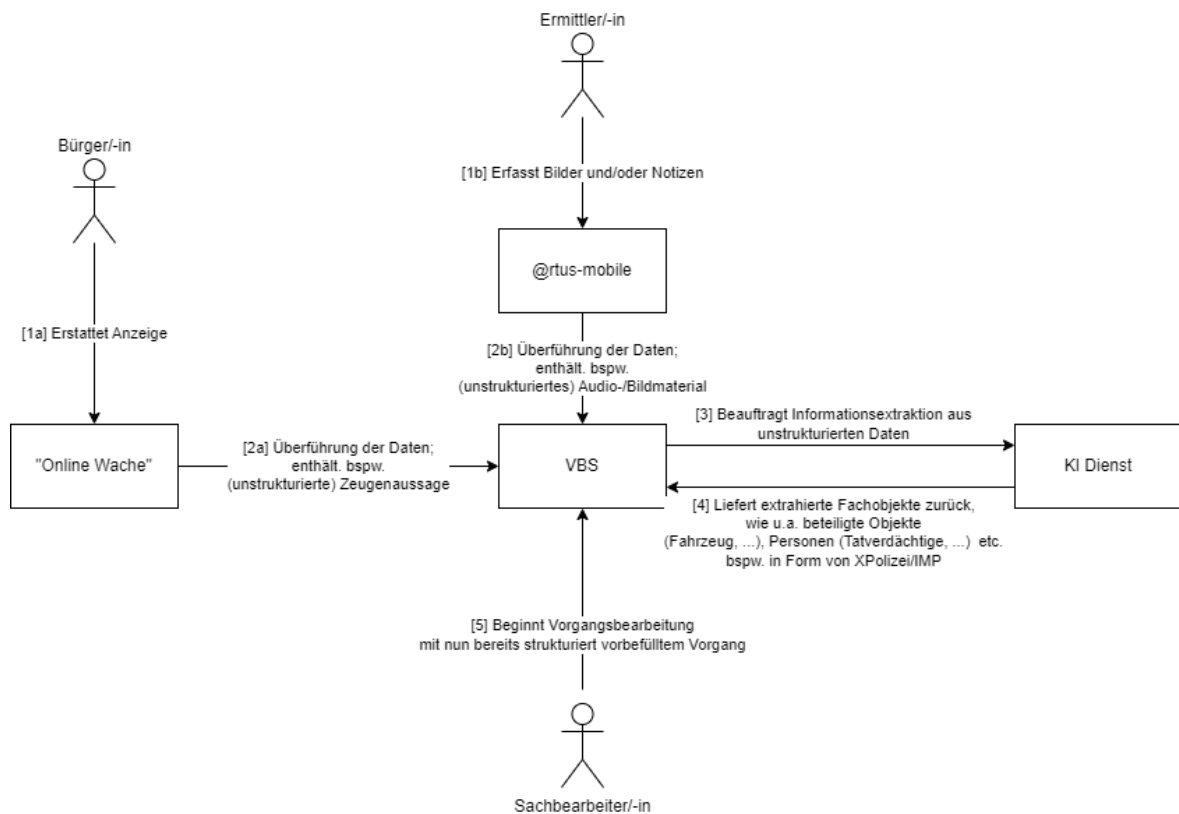 Ermittler/-in
Bürger/-in
[1b] Erfasst Bilder und/oder Notizen
@rtus-mobile
[1a] Erstattet Anzeige
[2b] Überführung der Daten;
enthält. bspw.
(unstrukturiertes) Audio-/Bildmaterial
[3] Beauftragt Informationsextraktion aus
unstrukturierten Daten
"Online Wache"
[2a] Überführung der Daten;
enthält. bspw.
(unstrukturierte) Zeugenaussage
VBS
KI Dienst
[4] Liefert extrahierte Fachobjekte zurück,
wie u.a. beteiligte Objekte
(Fahrzeug, ...), Personen (Tatverdächtige, ...) etc.
bspw. in Form von XPolizei/IMP
[5] Beginnt Vorgangsbearbeitung
mit nun bereits strukturiert vorbefülltem Vorgang
Sachbearbeiter/-in